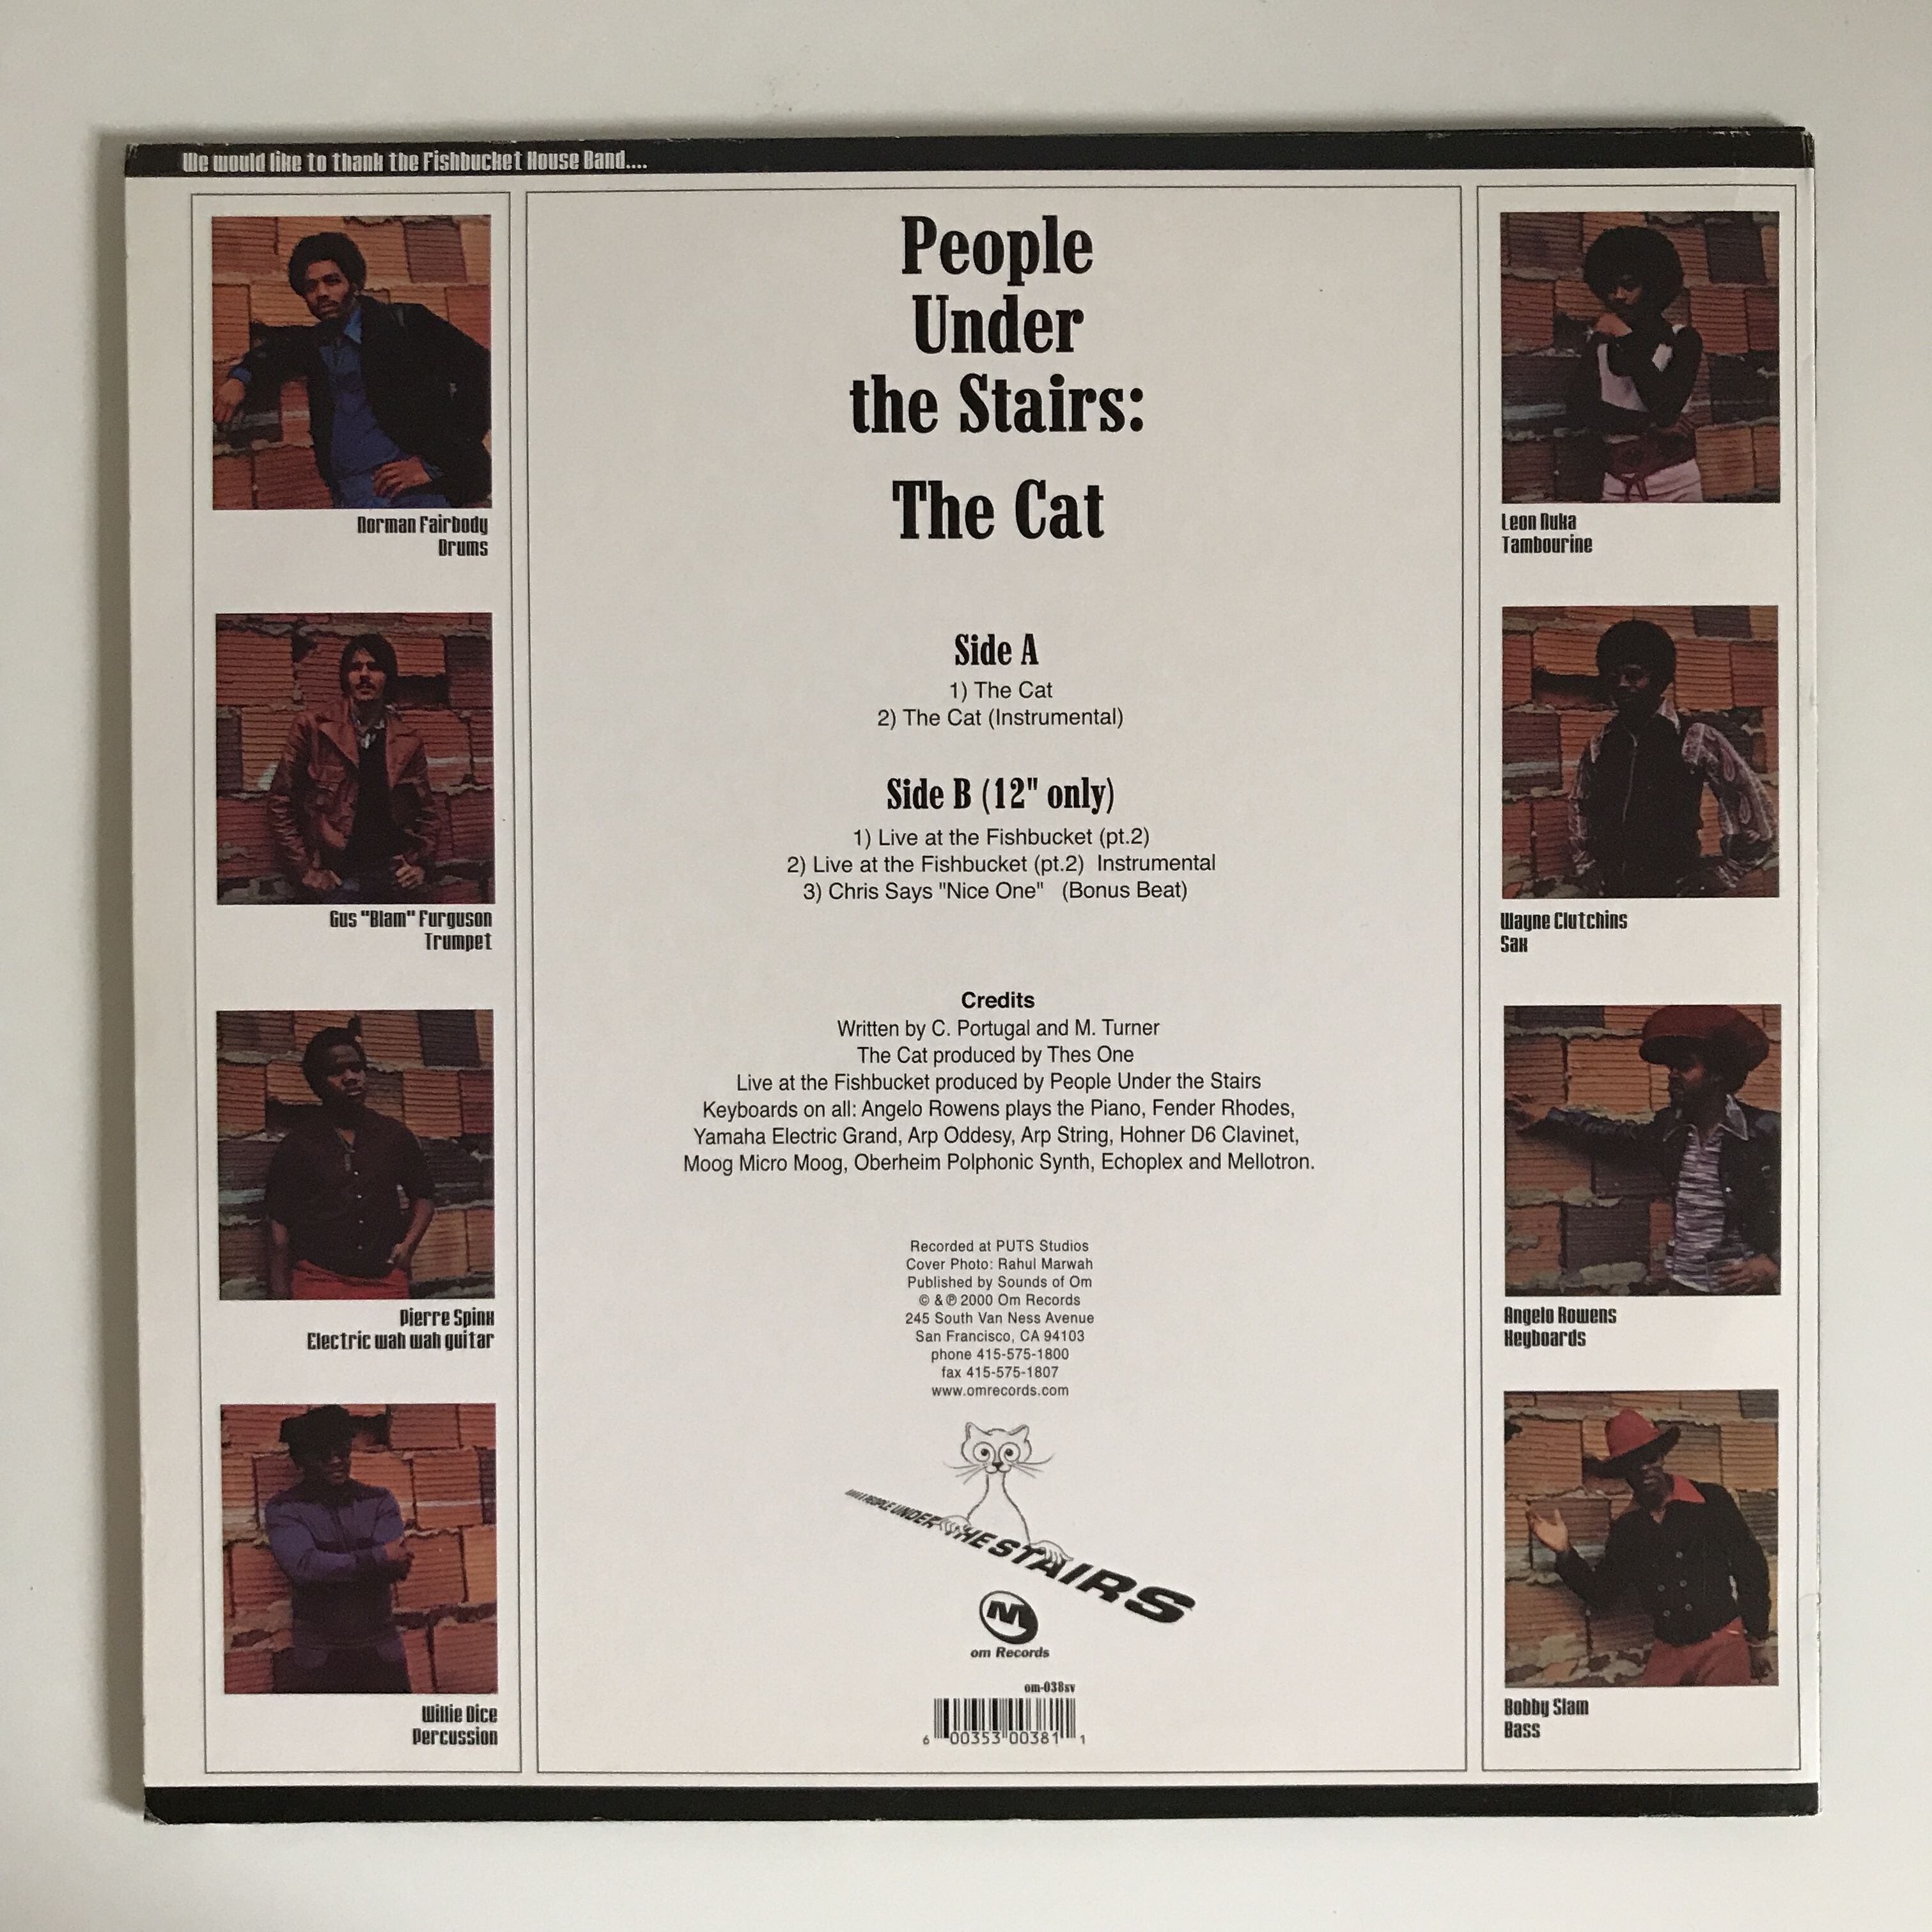 We would like to thank the Fishbucket House Band....
Norman Fairbody
Drums
Gus "Blam" Furguson
Trumpet
Pierre Spinx
Electric wah wah guitar
Willie Dice
Percussion
People
Under
the Stairs:
The Cat
Side A
1) The Cat
2) The Cat (Instrumental)
Side B (12" only)
1) Live at the Fishbucket (pt.2)
2) Live at the Fishbucket (pt.2) Instrumental
3) Chris Says "Nice One" (Bonus Beat)
Credits
Written by C. Portugal and M. Turner
The Cat produced by Thes One
Live at the Fishbucket produced by People Under the Stairs
Keyboards on all: Angelo Rowens plays the Piano, Fender Rhodes,
Yamaha Electric Grand, Arp Oddesy, Arp String, Hohner D6 Clavinet,
Moog Micro Moog, Oberheim Polphonic Synth, Echoplex and Mellotron.
Recorded at PUTS Studios
Cover Photo: Rahul Marwah
Published by Sounds of Om
© & ℗ 2000 Om Records
245 South Van Ness Avenue
San Francisco, CA 94103
phone 415-575-1800
fax 415-575-1807
www.omrecords.com
PEOPLE UNDER THE STAIRS
om Records
om-038sv
6 00353 00381 1
Leon Nuka
Tambourine
Wayne Clutchins
Sax
Angelo Rowens
Keyboards
Bobby Slam
Bass